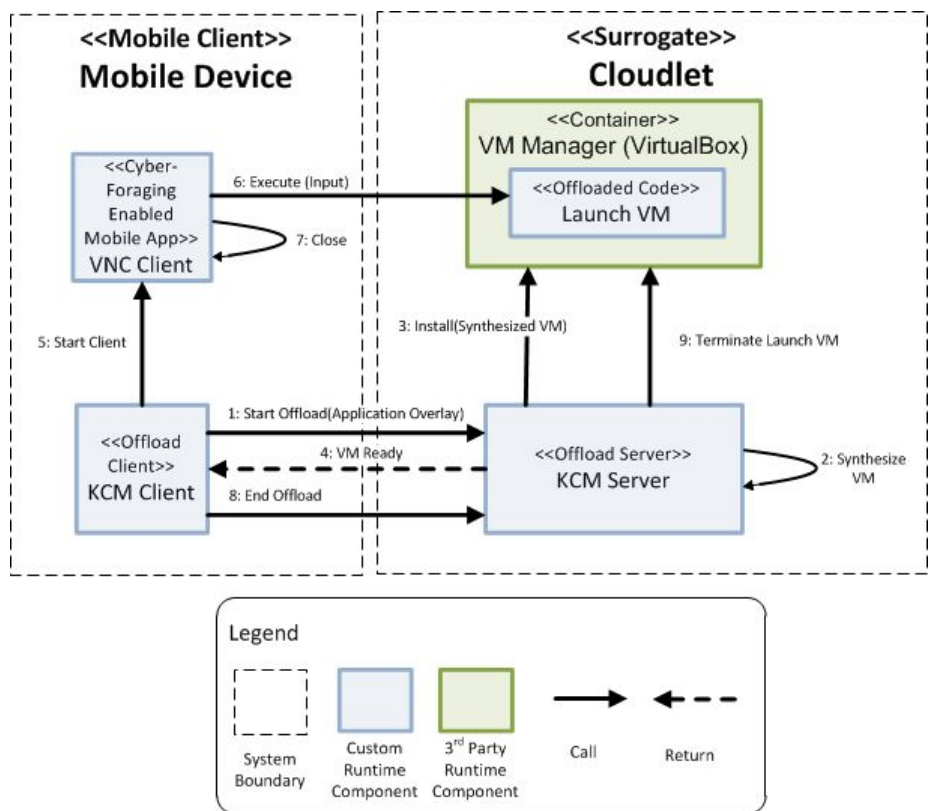 <<Mobile Client>>
Mobile Device
<<Surrogate>>
Cloudlet
<<Container>>
VM Manager (VirtualBox)
<<Offloaded Code>>
Launch VM
<<Cyber-
Foraging
Enabled
Mobile App>>
VNC Client
6: Execute (Input)
7: Close
5: Start Client
3: Install(Synthesized VM)
9: Terminate Launch VM
<<Offload
Client>>
KCM Client
1: Start Offload(Application Overlay)
4: VM Ready
8: End Offload
<<Offload Server>>
KCM Server
2: Synthesize
VM
Legend
System
Boundary
Custom
Runtime
Component
3rd Party
Runtime
Component
Call
Return